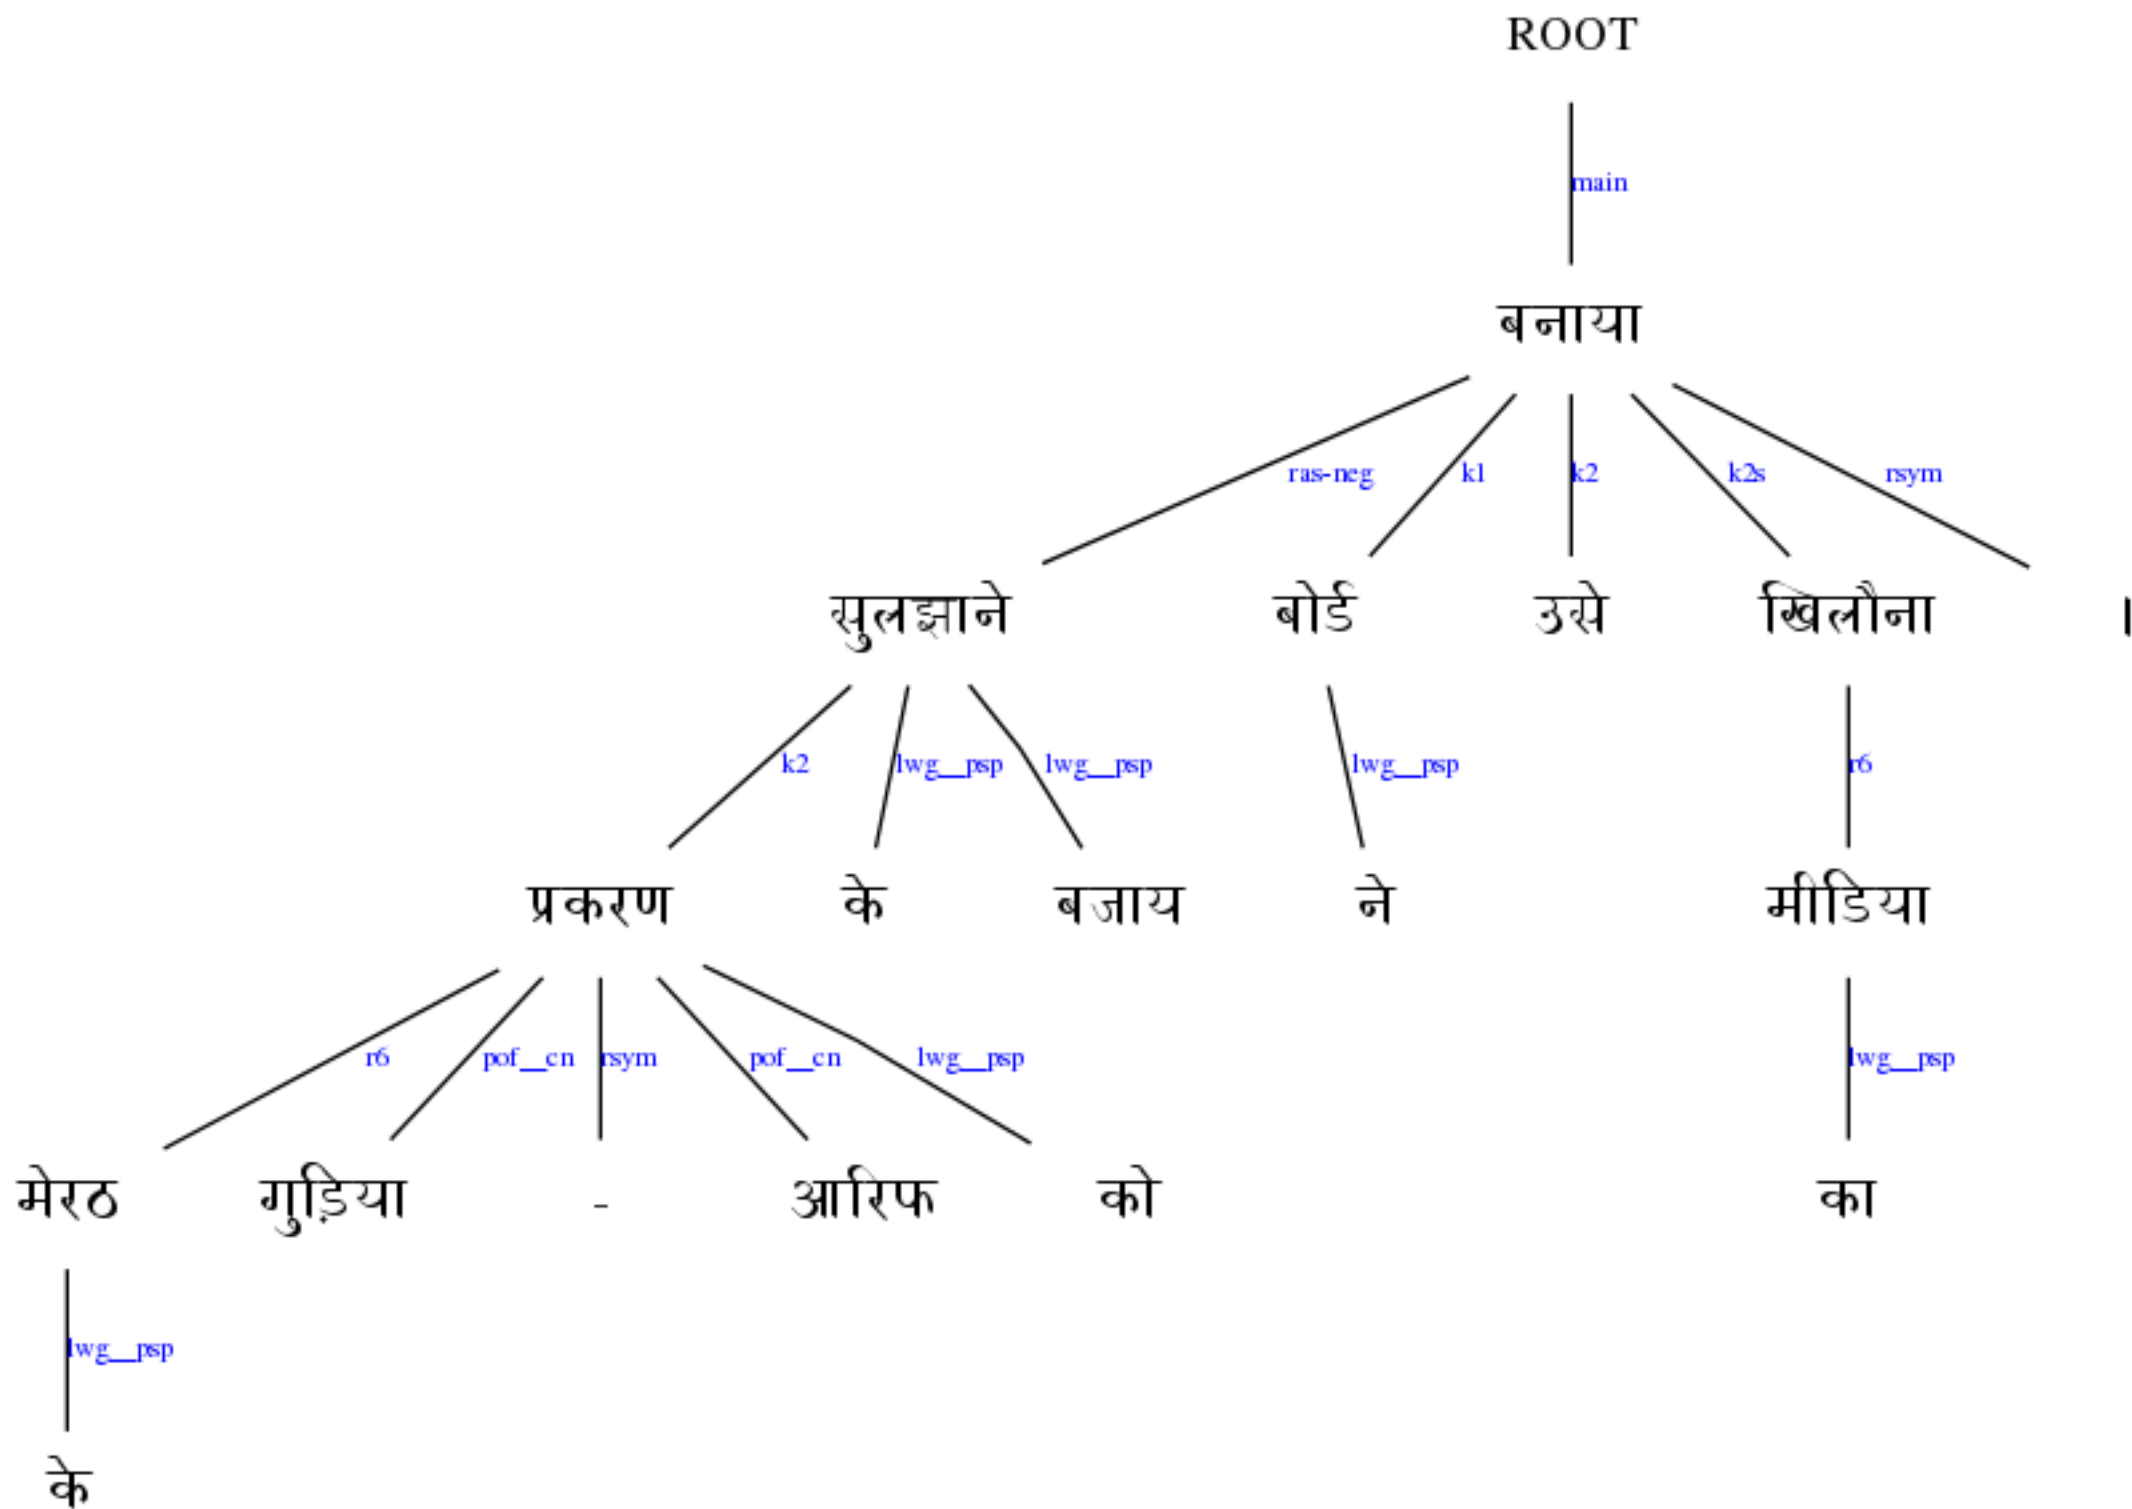 ROOT
main
बनाया
ras-neg k1 k2 k2s rsym
सुलझाने बोर्ड उसे खिलौना ।
k2 lwg__psp lwg__psp lwg__psp r6
प्रकरण के बजाय ने मीडिया
r6 pof__cn rsym pof__cn lwg__psp lwg__psp
मेरठ गुड़िया - आरिफ को का
lwg__psp
के